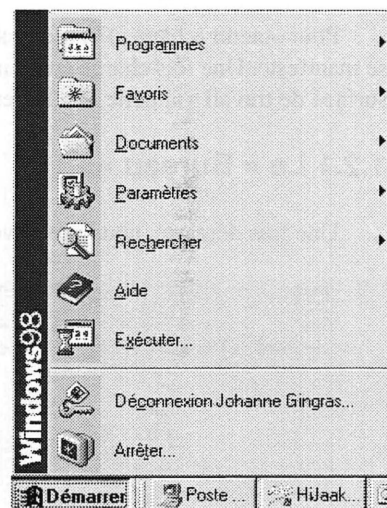 Programmes
Favoris
Documents
Paramètres
Rechercher
Aide
Exécuter...
Déconnexion Johanne Gingras...
Arrêter...
Windows98
Démarrer
Poste ...
HiJaak...